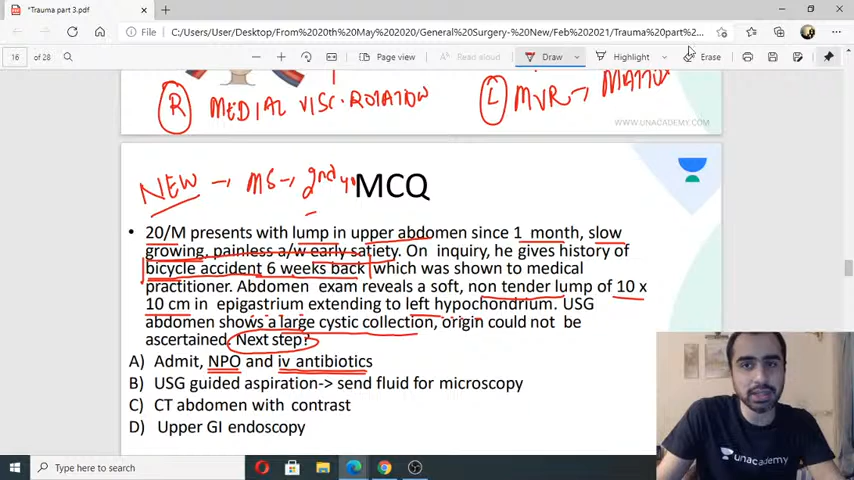 *Trauma part 3.pdf
File
C:/Users/User/Desktop/From%20th%20May%202020/General%20Surgery-%20New/Feb%202021/Trauma%20part%2...
16 of 28
Page view
Read aloud
Draw
Highlight
Erase
R MEDIAL VISC. ROTATION
L MVR → MATTOX
WWW.UNACADEMY.COM
NEW → MS → 2nd yr
MCQ
• 20/M presents with lump in upper abdomen since 1 month, slow
growing, painless a/w early satiety. On inquiry, he gives history of
bicycle accident 6 weeks back which was shown to medical
practitioner. Abdomen exam reveals a soft, non tender lump of 10 x
10 cm in epigastrium extending to left hypochondrium. USG
abdomen shows a large cystic collection, origin could not be
ascertained. Next step?
A) Admit, NPO and iv antibiotics
B) USG guided aspiration-> send fluid for microscopy
C) CT abdomen with contrast
D) Upper GI endoscopy
unacademy
Type here to search